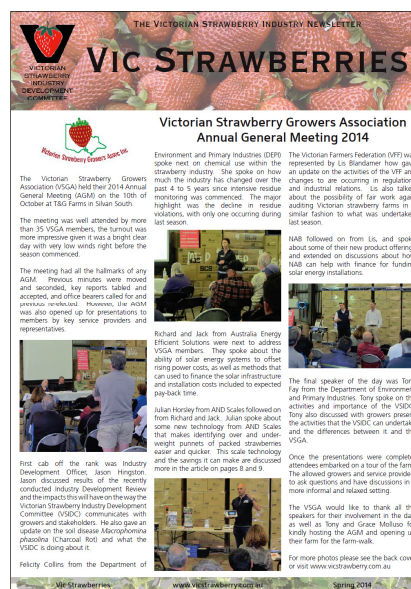 THE VICTORIAN STRAWBERRY INDUSTRY NEWSLETTER
VIC STRAWBERRIES
VICTORIAN
STRAWBERRY
INDUSTRY
DEVELOPMENT
COMMITTEE
Victorian Strawberry Growers Assoc Inc
Victorian Strawberry Growers Association
Annual General Meeting 2014
The Victorian Strawberry Growers
Association (VSGA) held their 2014 Annual
General Meeting (AGM) on the 10th of
October at T&G Farms in Silvan South.
The meeting was well attended by more
than 35 VSGA members, the turnout was
more impressive given it was a bright clear
day with very low winds right before the
season commenced.
The meeting had all the hallmarks of any
AGM. Previous minutes were moved
and seconded, key reports tabled and
accepted, and office bearers called for and
previous re-elected. However, the AGM
was also opened up for presentations to
members by key service providers and
representatives.
First cab off the rank was Industry
Development Officer, Jason Hingston.
Jason discussed results of the recently
conducted Industry Development Review
and the impacts this will have on the way the
Victorian Strawberry Industry Development
Committee (VSIDC) communicates with
growers and stakeholders. He also gave an
update on the soil disease Macrophomina
phasolina (Charcoal Rot) and what the
VSIDC is doing about it.
Felicity Collins from the Department of
Environment and Primary Industries (DEPI)
spoke next on chemical use within the
strawberry industry. She spoke on how
much the industry has changed over the
past 4 to 5 years since intensive residue
monitoring was commenced. The major
highlight was the decline in residue
violations, with only one occurring during
last season.
Richard and Jack from Australia Energy
Efficient Solutions were next to address
VSGA members. They spoke about the
ability of solar energy systems to offset
rising power costs, as well as methods that
can used to finance the solar infrastructure
and installation costs included to expected
pay-back time.
Julian Horsley from AND Scales followed on
from Richard and Jack. Julian spoke about
some new technology from AND Scales
that makes identifying over and under-
weight punnets of packed strawberries
easier and quicker. This scale technology
and the savings it can make are discussed
more in the article on pages 8 and 9.
The Victorian Farmers Federation (VFF) wa
represented by Lis Blandamer how gav
an update on the activities of the VFF an
changes to are occurring in regulation
and industrial relations. Lis also talke
about the possibility of fair work again
auditing Victorian strawberry farms in
similar fashion to what was undertake
last season.
NAB followed on from Lis, and spok
about some of their new product offering
and extended on discussions about how
NAB can help with finance for fundin
solar energy installations.
The final speaker of the day was Ton
Fay from the Department of Environmen
and Primary Industries. Tony spoke on th
activities and importance of the VSIDC
Tony also discussed with growers presen
the activities that the VSIDC can undertak
and the differences between it and th
VSGA.
Once the presentations were complete
attendees embarked on a tour of the farm
The allowed growers and service provide
to ask questions and have discussions in
more informal and relaxed setting.
The VSGA would like to thank all th
speakers for their involvement in the da
as well as Tony and Grace Molluso fo
kindly hosting the AGM and opening u
their farm for the farm-walk.
For more photos please see the back cove
or visit www.vicstrawberry.com.au
Vic Strawberries
www.vicstrawberry.com.au
Spring 2014